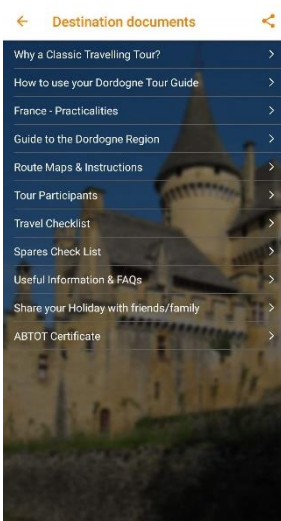 Destination documents
Why a Classic Travelling Tour?
How to use your Dordogne Tour Guide
France - Practicalities
Guide to the Dordogne Region
Route Maps & Instructions
Tour Participants
Travel Checklist
Spares Check List
Useful Information & FAQs
Share your Holiday with friends/family
ABTOT Certificate